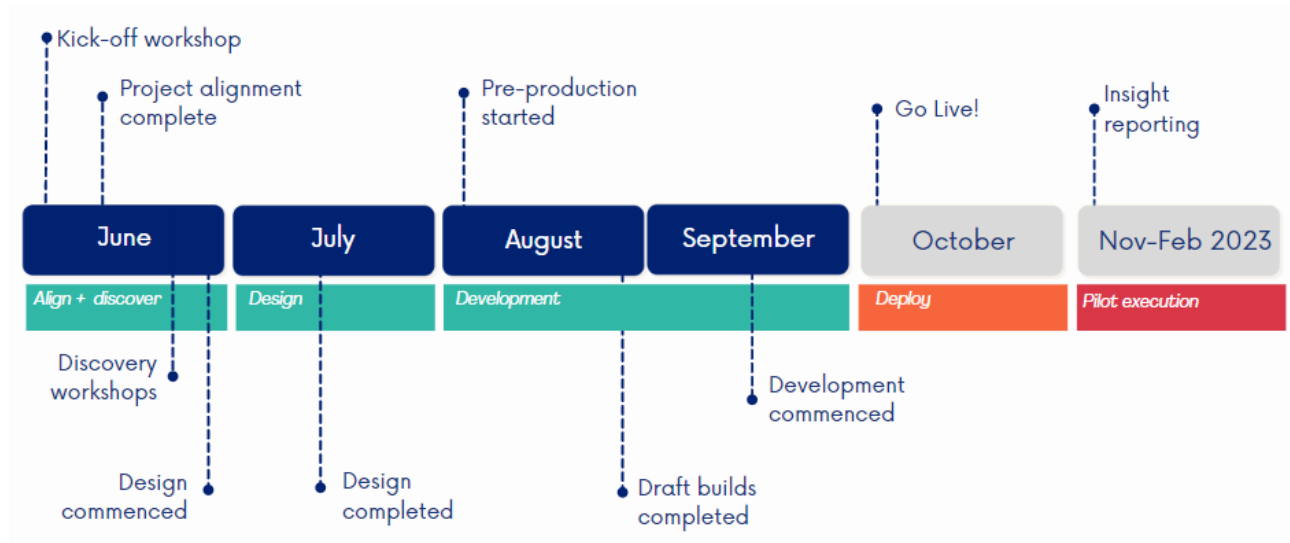 Kick-off workshop
Project alignment
complete
Pre-production
started
Go Live!
Insight
reporting
June
July
August
September
October
Nov-Feb 2023
Align + discover
Design
Development
Deploy
Pilot execution
Discovery
workshops
Design
commenced
Design
completed
Draft builds
completed
Development
commenced